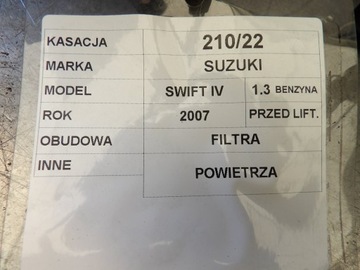 KASACJA 210/22
MARKA SUZUKI
MODEL SWIFT IV 1.3 BENZYNA
ROK 2007 PRZED LIFT.
OBUDOWA FILTRA
INNE POWIETRZA